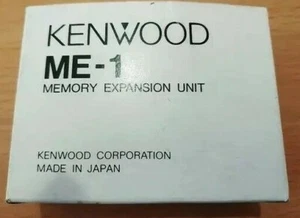 KENWOOD
ME-1
MEMORY EXPANSION UNIT
KENWOOD CORPORATION
MADE IN JAPAN